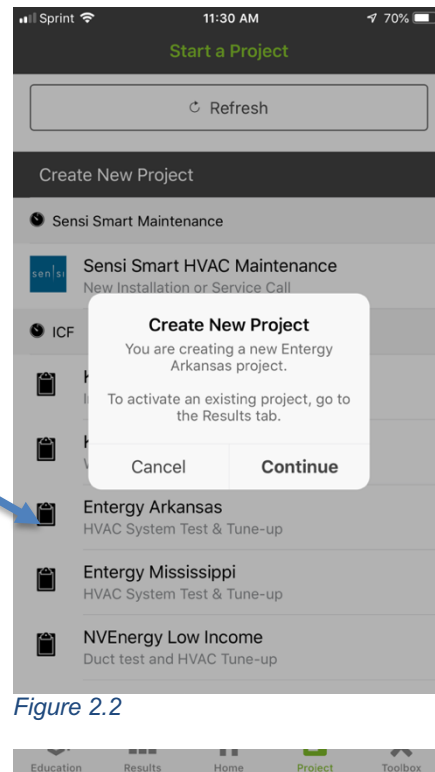 Sprint 11:30 AM 70%
Start a Project
Refresh
Create New Project
Sensi Smart Maintenance
sensi
Sensi Smart HVAC Maintenance
New Installation or Service Call
ICF
Create New Project
You are creating a new Entergy
Arkansas project.
To activate an existing project, go to
the Results tab.
Cancel Continue
Entergy Arkansas
HVAC System Test & Tune-up
Entergy Mississippi
HVAC System Test & Tune-up
NVEnergy Low Income
Duct test and HVAC Tune-up
Figure 2.2
Education Results Home Project Toolbox